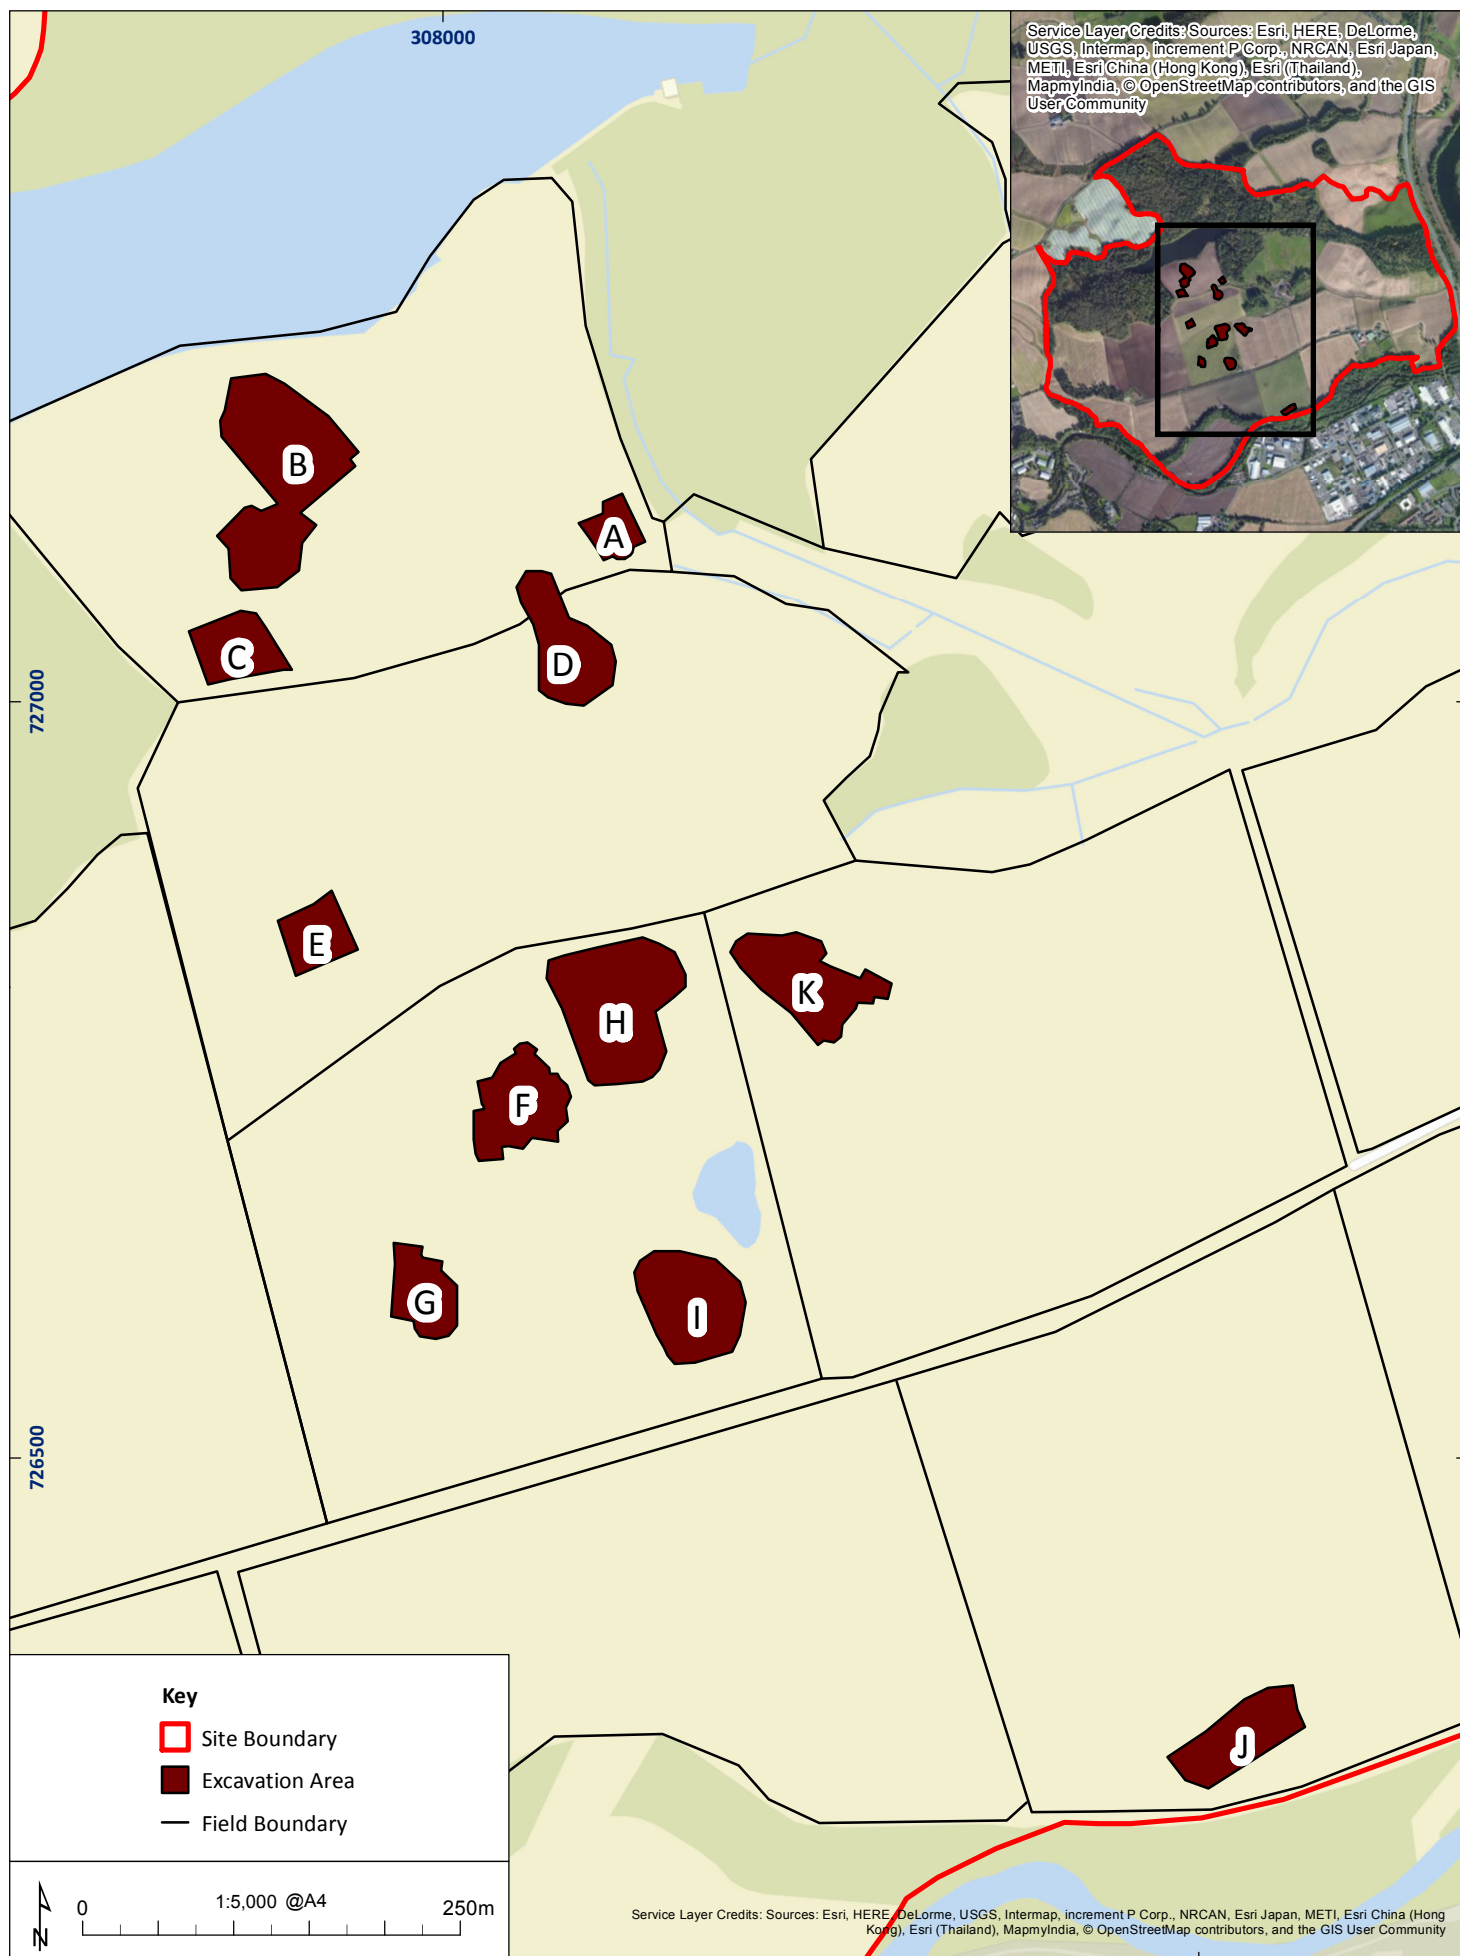 308000
Service Layer Credits: Sources: Esri, HERE, DeLorme,
USGS, Intermap, increment P Corp., NRCAN, Esri Japan,
METI, Esri China (Hong Kong), Esri (Thailand),
MapmyIndia, © OpenStreetMap contributors, and the GIS
User Community
B
A
C
D
727000
E
K
H
F
G
I
726500
J
Key
Site Boundary
Excavation Area
Field Boundary
N
0
1:5,000 @A4
250m
Service Layer Credits: Sources: Esri, HERE, DeLorme, USGS, Intermap, increment P Corp., NRCAN, Esri Japan, METI, Esri China (Hong
Kong), Esri (Thailand), MapmyIndia, © OpenStreetMap contributors, and the GIS User Community